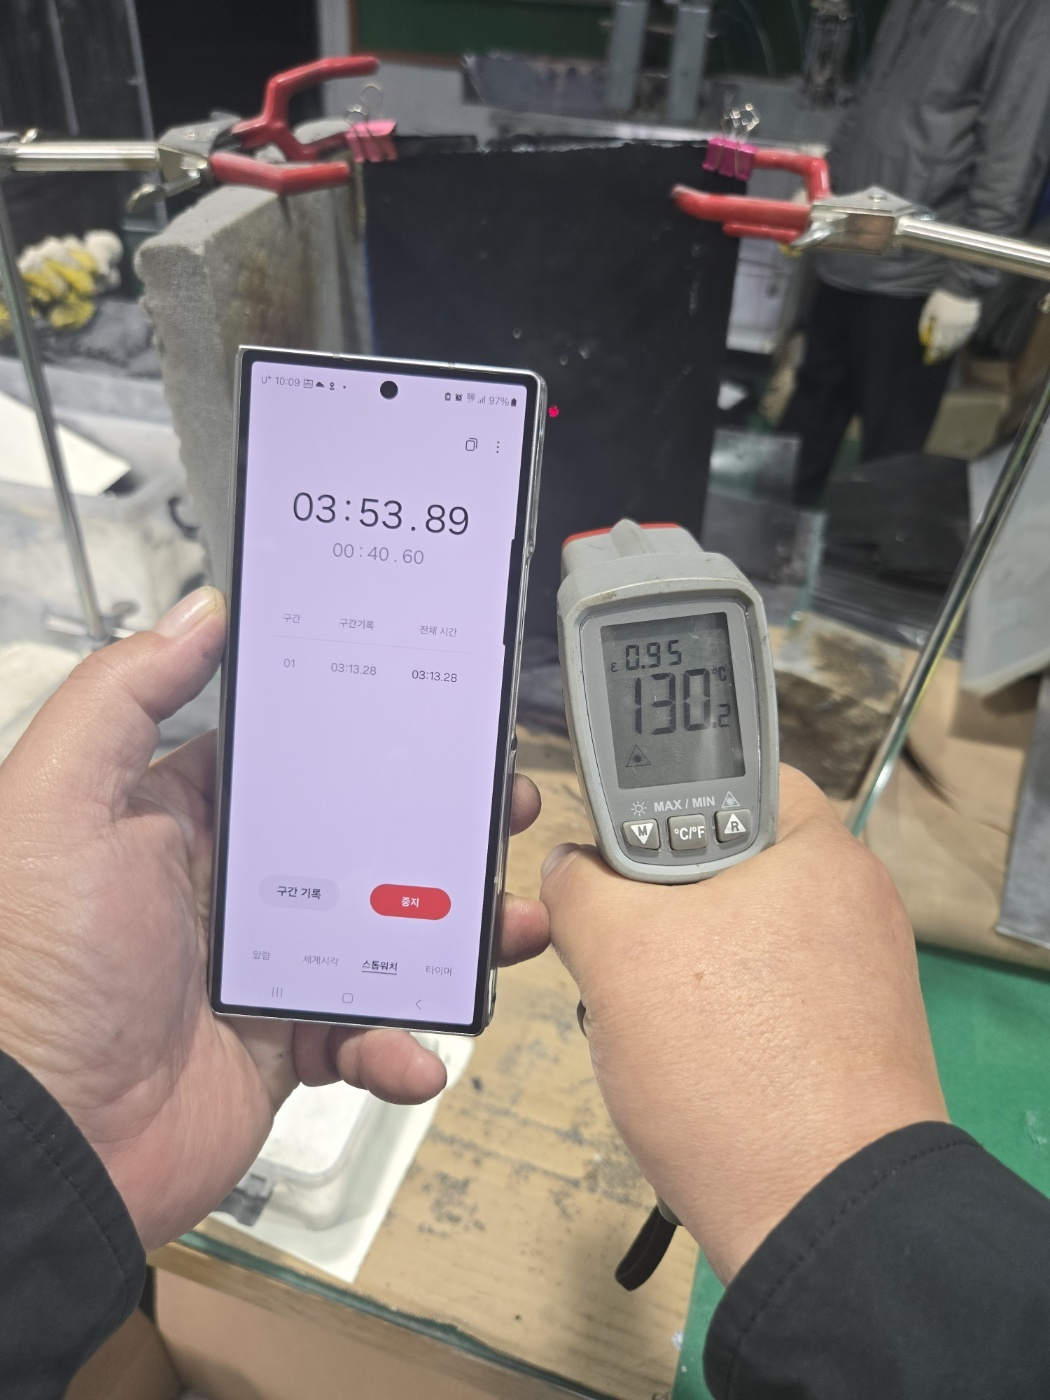 U+ 10:09
97%
03:53.89
00:40.60
구간 구간기록 전체 시간
01 03:13.28 03:13.28
구간 기록 중지
알람 세계시각 스톱워치 타이머
ε 0.95
130.2 °C
MAX / MIN
M °C/°F R